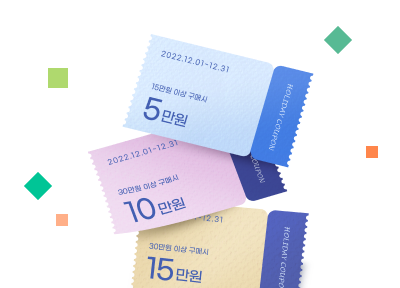 2022.12.01~12.31
15만원 이상 구매시
5만원
HOLIDAY COUPON
2022.12.01~12.31
30만원 이상 구매시
10만원
COUPON
12.31
30만원 이상 구매시
15만원
HOLIDAY COUPO